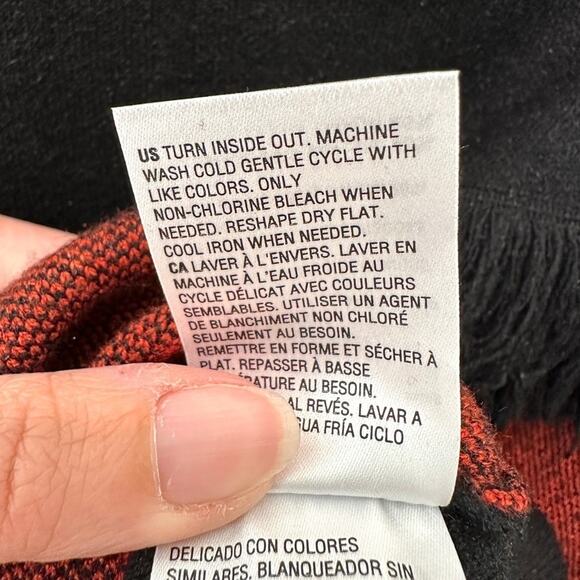 US TURN INSIDE OUT. MACHINE
WASH COLD GENTLE CYCLE WITH
LIKE COLORS. ONLY
NON-CHLORINE BLEACH WHEN
NEEDED. RESHAPE DRY FLAT.
COOL IRON WHEN NEEDED.
CA LAVER À L'ENVERS. LAVER EN
MACHINE À L'EAU FROIDE AU
CYCLE DÉLICAT AVEC COULEURS
SEMBLABLES. UTILISER UN AGENT
DE BLANCHIMENT NON CHLORÉ
SEULEMENT AU BESOIN.
REMETTRE EN FORME ET SÉCHER À
PLAT. REPASSER À BASSE
ÉRATURE AU BESOIN.
AL REVÉS. LAVAR A
GUA FRÍA CICLO
DELICADO CON COLORES
SIMILARES, BLANQUEADOR SIN